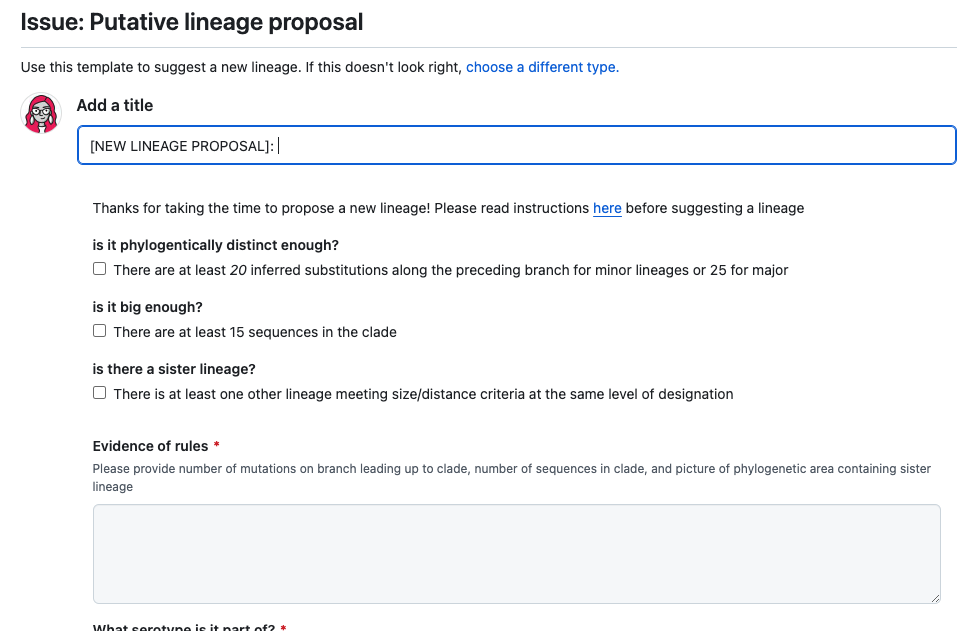 Issue: Putative lineage proposal
Use this template to suggest a new lineage. If this doesn't look right, choose a different type.
Add a title
[NEW LINEAGE PROPOSAL]:
Thanks for taking the time to propose a new lineage! Please read instructions here before suggesting a lineage
is it phylogentically distinct enough?
There are at least 20 inferred substitutions along the preceding branch for minor lineages or 25 for major
is it big enough?
There are at least 15 sequences in the clade
is there a sister lineage?
There is at least one other lineage meeting size/distance criteria at the same level of designation
Evidence of rules *
Please provide number of mutations on branch leading up to clade, number of sequences in clade, and picture of phylogenetic area containing sister
lineage
What serotype is it part of? *